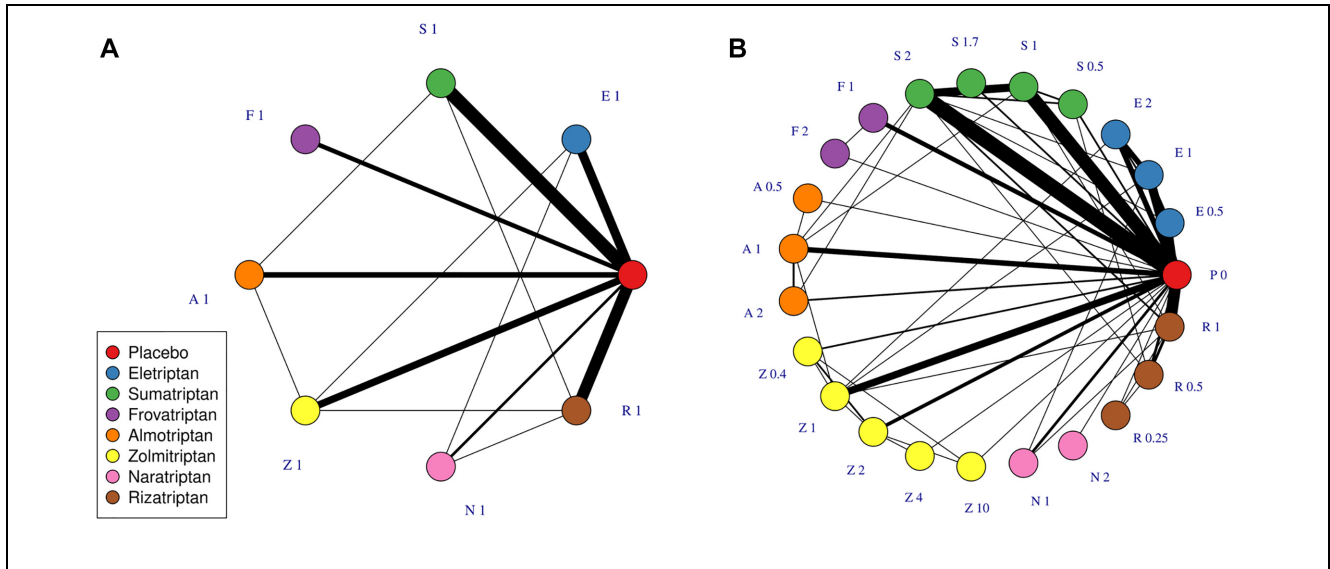 A
S 1
E 1
F 1
A 1
Z 1
N 1
R 1
Placebo
Eletriptan
Sumatriptan
Frovatriptan
Almotriptan
Zolmitriptan
Naratriptan
Rizatriptan
B
S 2
S 1.7
S 1
S 0.5
E 2
E 1
E 0.5
P 0
R 1
R 0.5
R 0.25
N 2
N 1
Z 10
Z 4
Z 2
Z 1
Z 0.4
A 2
A 1
A 0.5
F 2
F 1